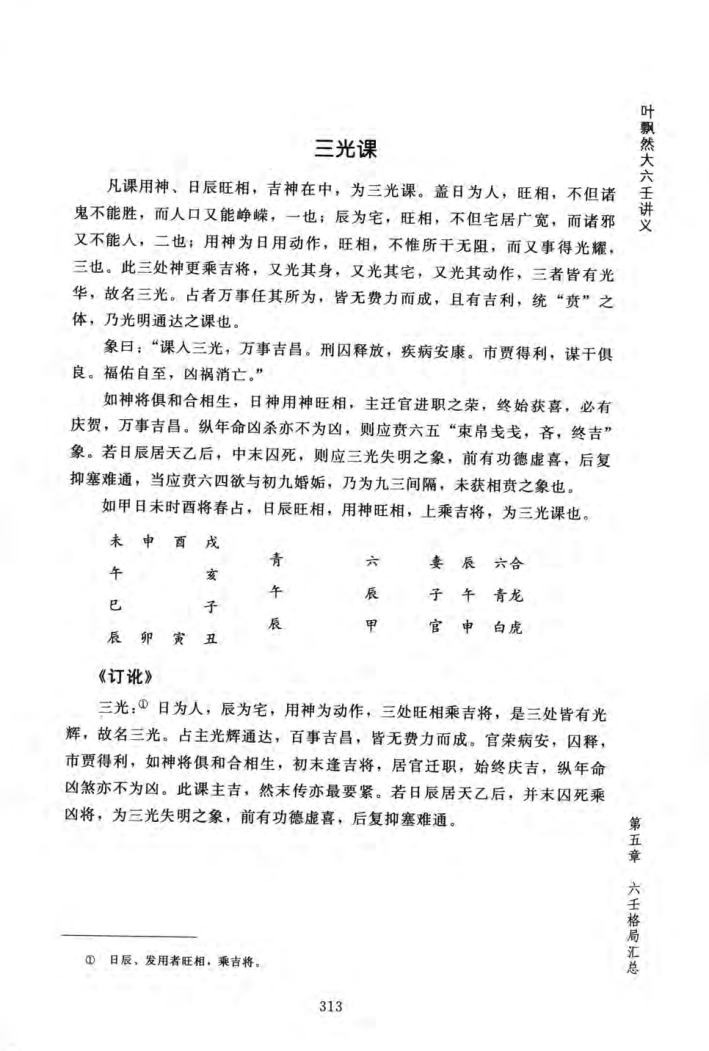 叶飘然大六壬讲义
三光课
凡课用神、日辰旺相，吉神在中，为三光课。盖日为人，旺相，不但诸
鬼不能胜，而人口又能峥嵘，一也；辰为宅，旺相，不但宅居广宽，而诸邪
又不能入，二也；用神为日用动作，旺相，不惟所干无阻，而又事得光耀，
三也。此三处神更乘吉将，又光其身，又光其宅，又光其动作，三者皆有光
华，故名三光。占者万事任其所为，皆无费力而成，且有吉利，统“贲”之
体，乃光明通达之课也。
象曰：“课入三光，万事吉昌。刑囚释放，疾病安康。市贾得利，谋干俱
良。福佑自至，凶祸消亡。”
如神将俱和合相生，日神用神旺相，主迁官进职之荣，终始获喜，必有
庆贺，万事吉昌。纵年命凶杀亦不为凶，则应贲六五“束帛戋戋，吝，终吉”
象。若日辰居天乙后，中末囚死，则应三光失明之象，前有功德虚喜，后复
抑塞难通，当应贲六四欲与初九婚姤，乃为九三间隔，未获相贲之象也。
如甲日未时酉将春占，日辰旺相，用神旺相，上乘吉将，为三光课也。
未 申 酉 戌
青 六 妻 辰 六合
午 亥
午 辰 子 午 青龙
巳 子
辰 甲 官 申 白虎
辰 卯 寅 丑
《订讹》
三光：① 日为人，辰为宅，用神为动作，三处旺相乘吉将，是三处皆有光
辉，故名三光。占主光辉通达，百事吉昌，皆无费力而成。官荣病安，囚释，
市贾得利，如神将俱和合相生，初末逢吉将，居官迁职，始终庆吉，纵年命
凶煞亦不为凶。此课主吉，然末传亦最要紧。若日辰居天乙后，并末囚死乘
凶将，为三光失明之象，前有功德虚喜，后复抑塞难通。
第五章 六壬格局汇总
① 日辰、发用者旺相，乘吉将。
313